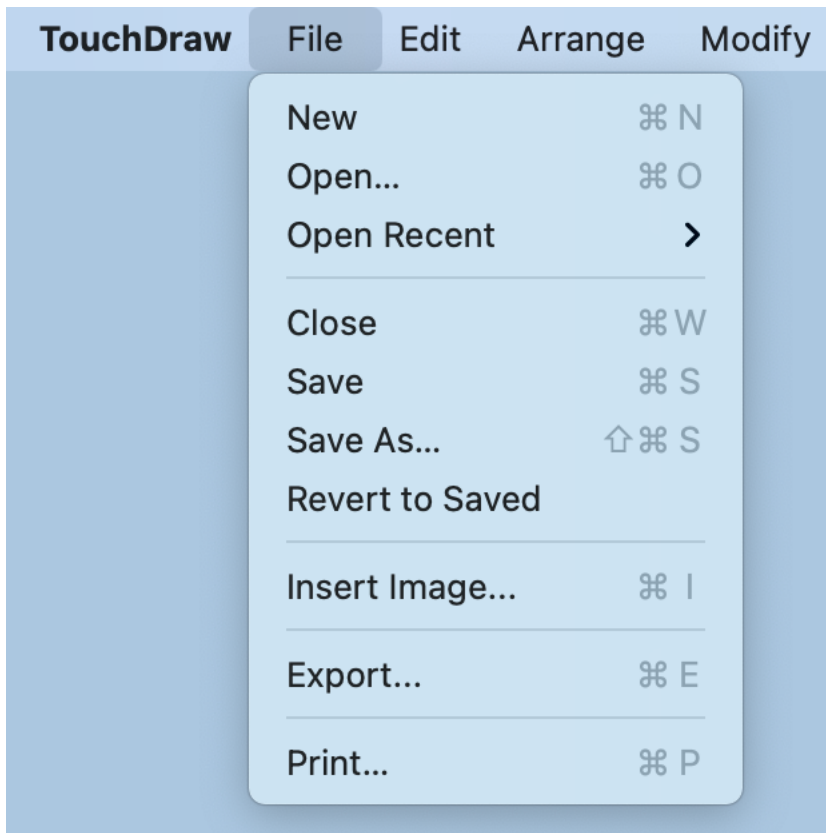 TouchDraw File Edit Arrange Modify
New ⌘ N
Open... ⌘ O
Open Recent
Close ⌘ W
Save ⌘ S
Save As... ⇧⌘ S
Revert to Saved
Insert Image... ⌘ I
Export... ⌘ E
Print... ⌘ P